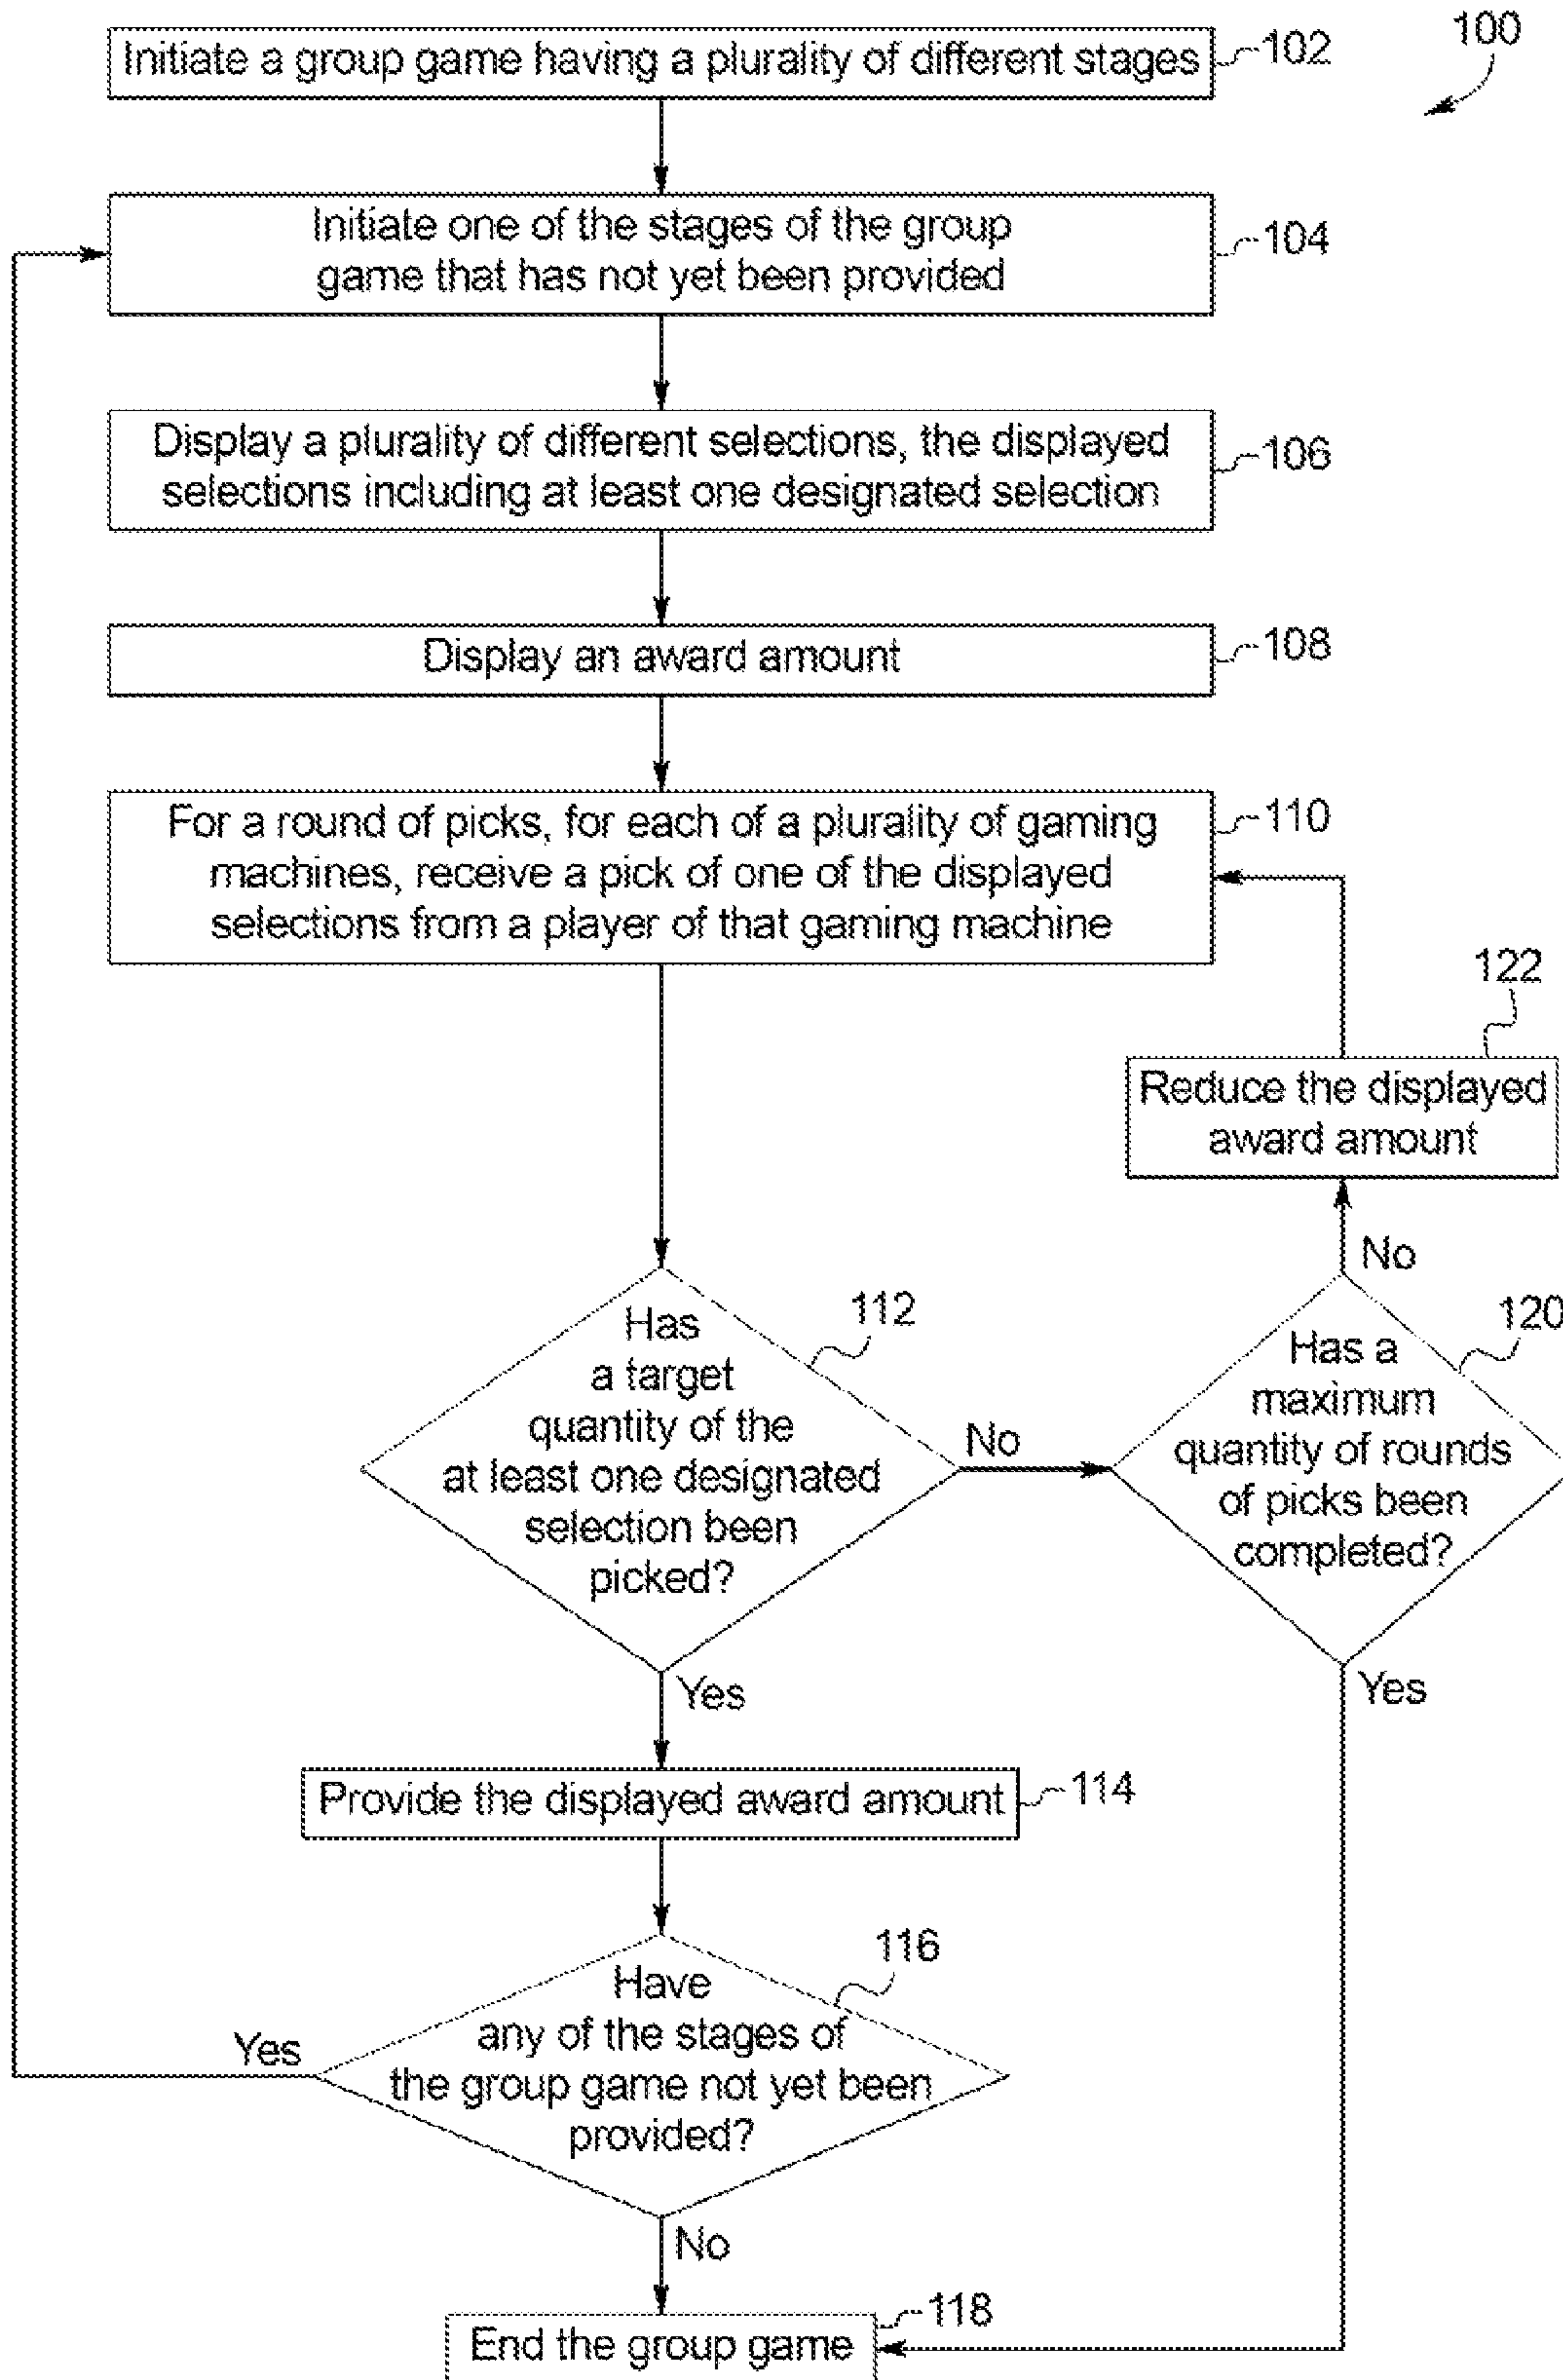 100
Initiate a group game having a plurality of different stages
102
Initiate one of the stages of the group
game that has not yet been provided
104
Display a plurality of different selections, the displayed
selections including at least one designated selection
106
Display an award amount
108
For a round of picks, for each of a plurality of gaming
machines, receive a pick of one of the displayed
selections from a player of that gaming machine
110
122
Reduce the displayed
award amount
No
112
Has
a target
quantity of the
at least one designated
selection been
picked?
No
120
Has a
maximum
quantity of rounds
of picks been
completed?
Yes
Yes
Provide the displayed award amount
114
116
Have
any of the stages of
the group game not yet been
provided?
Yes
No
118
End the group game